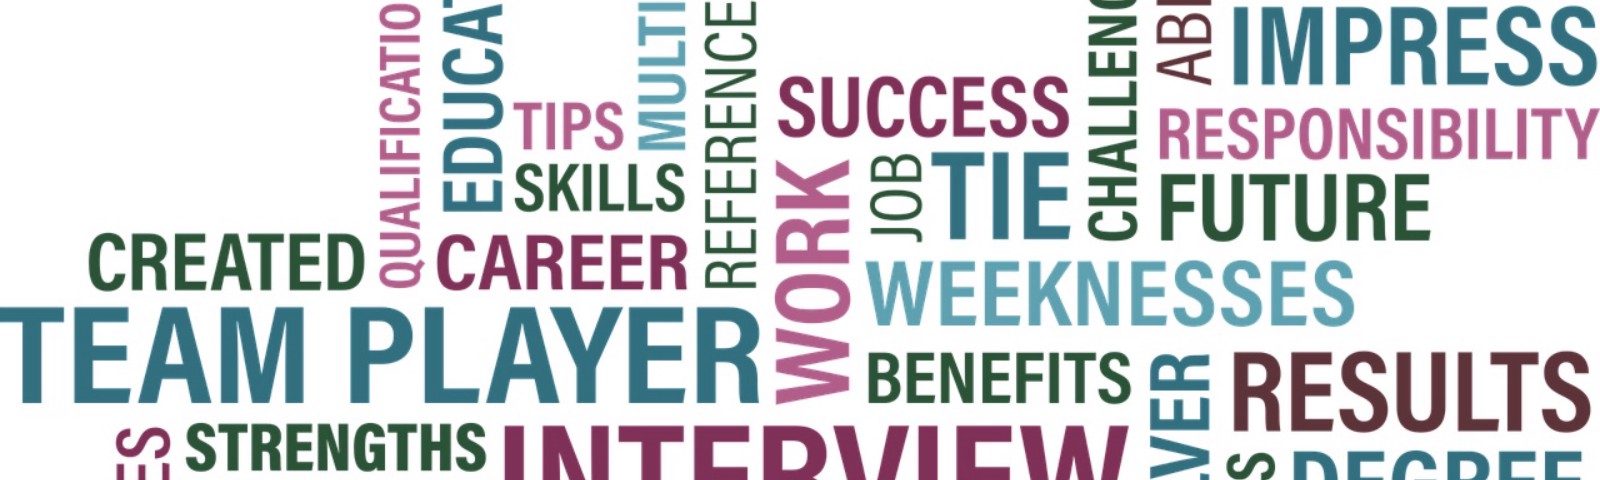 QUALIFICATIO
EDUCAT
MULTI
REFERENCE
CHALLENG
ABI
IMPRESS
TIPS
SUCCESS
RESPONSIBILITY
SKILLS
WORK
JOB
TIE
FUTURE
CREATED
CAREER
WEEKNESSES
TEAM PLAYER
BENEFITS
VER
RESULTS
ES
STRENGTHS
INTERVIEW
S
DEGREE